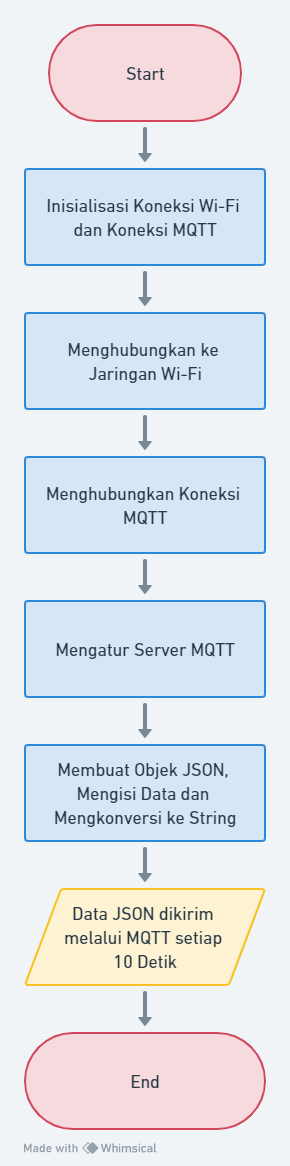 Start
Inisialisasi Koneksi Wi-Fi
dan Koneksi MQTT
Menghubungkan ke
Jaringan Wi-Fi
Menghubungkan Koneksi
MQTT
Mengatur Server MQTT
Membuat Objek JSON,
Mengisi Data dan
Mengkonversi ke String
Data JSON dikirim
melalui MQTT setiap
10 Detik
End
Made with Whimsical